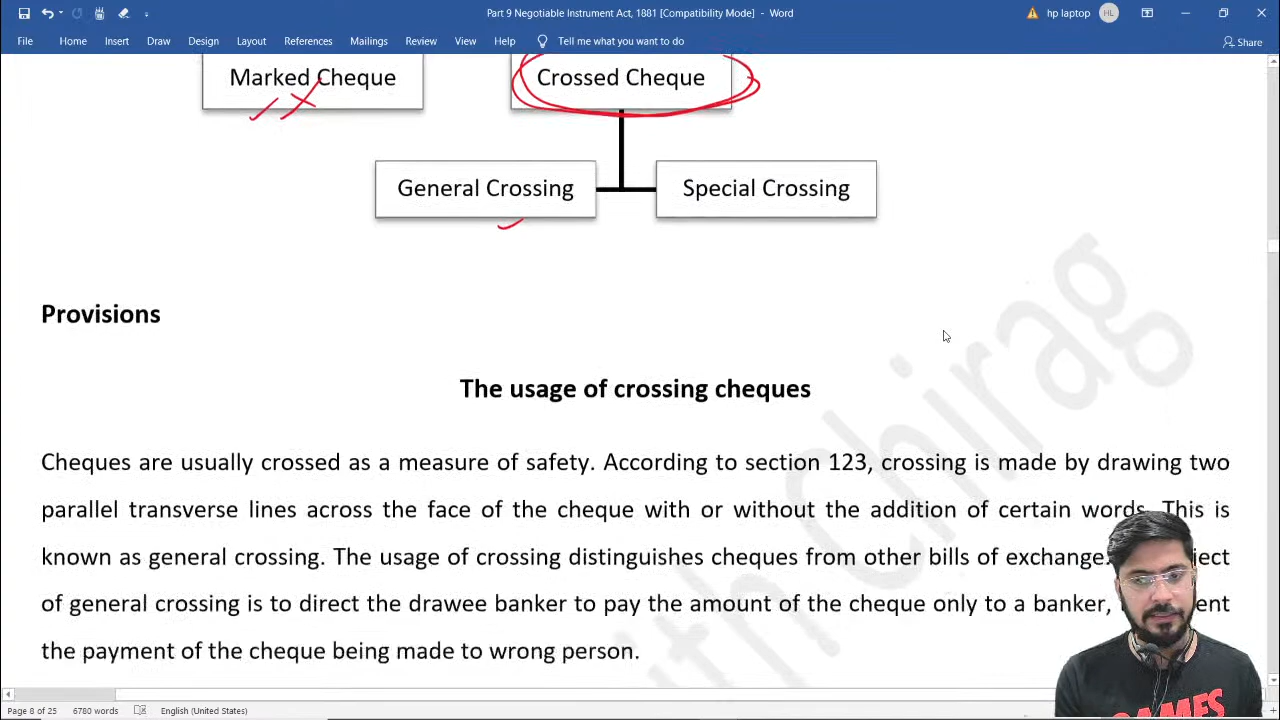 Part 9 Negotiable Instrument Act, 1881 [Compatibility Mode] - Word
hp laptop
HL
File Home Insert Draw Design Layout References Mailings Review View Help Tell me what you want to do
Share
Marked Cheque
Crossed Cheque
General Crossing
Special Crossing
Provisions
The usage of crossing cheques
Cheques are usually crossed as a measure of safety. According to section 123, crossing is made by drawing two
parallel transverse lines across the face of the cheque with or without the addition of certain words. This is
known as general crossing. The usage of crossing distinguishes cheques from other bills of exchange.
of general crossing is to direct the drawee banker to pay the amount of the cheque only to a banker,
the payment of the cheque being made to wrong person.
with Chirag
GAMES
Page 8 of 25 6780 words English (United States)